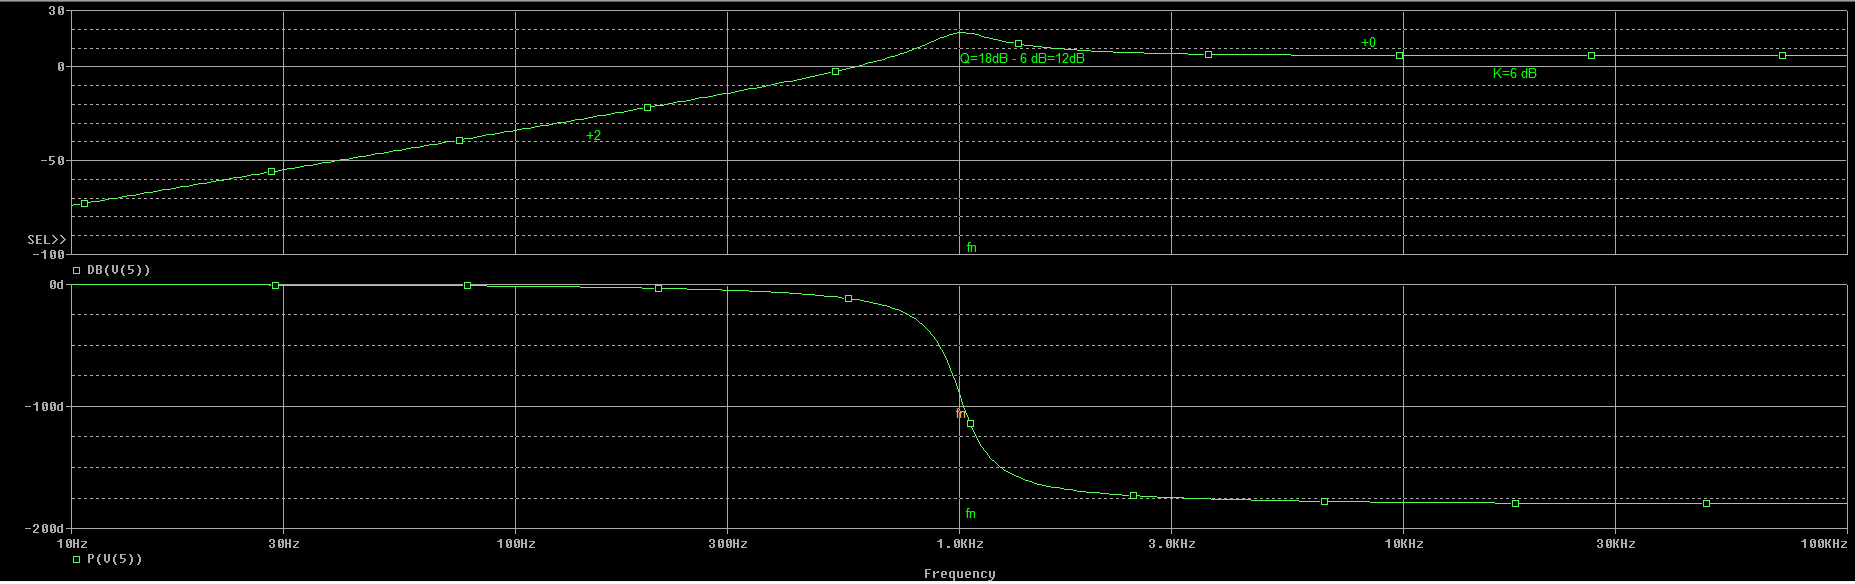 30
+0
Q=18dB - 6 dB=12dB
0
K=6 dB
+2
-50
SEL>>
fn
-100
DB(V(5))
0d
-100d
fn
fn
-200d
10Hz 30Hz 100Hz 300Hz 1.0KHz 3.0KHz 10KHz 30KHz 100KHz
P(V(5))
Frequency